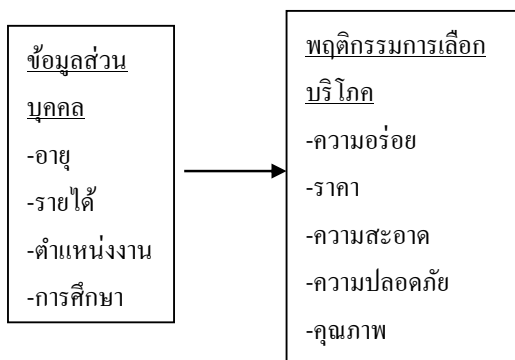 ข้อมูลส่วน
บุคคล
-อายุ
-รายได้
-ตำแหน่งงาน
-การศึกษา
พฤติกรรมการเลือก
บริโภค
-ความอร่อย
-ราคา
-ความสะอาด
-ความปลอดภัย
-คุณภาพ